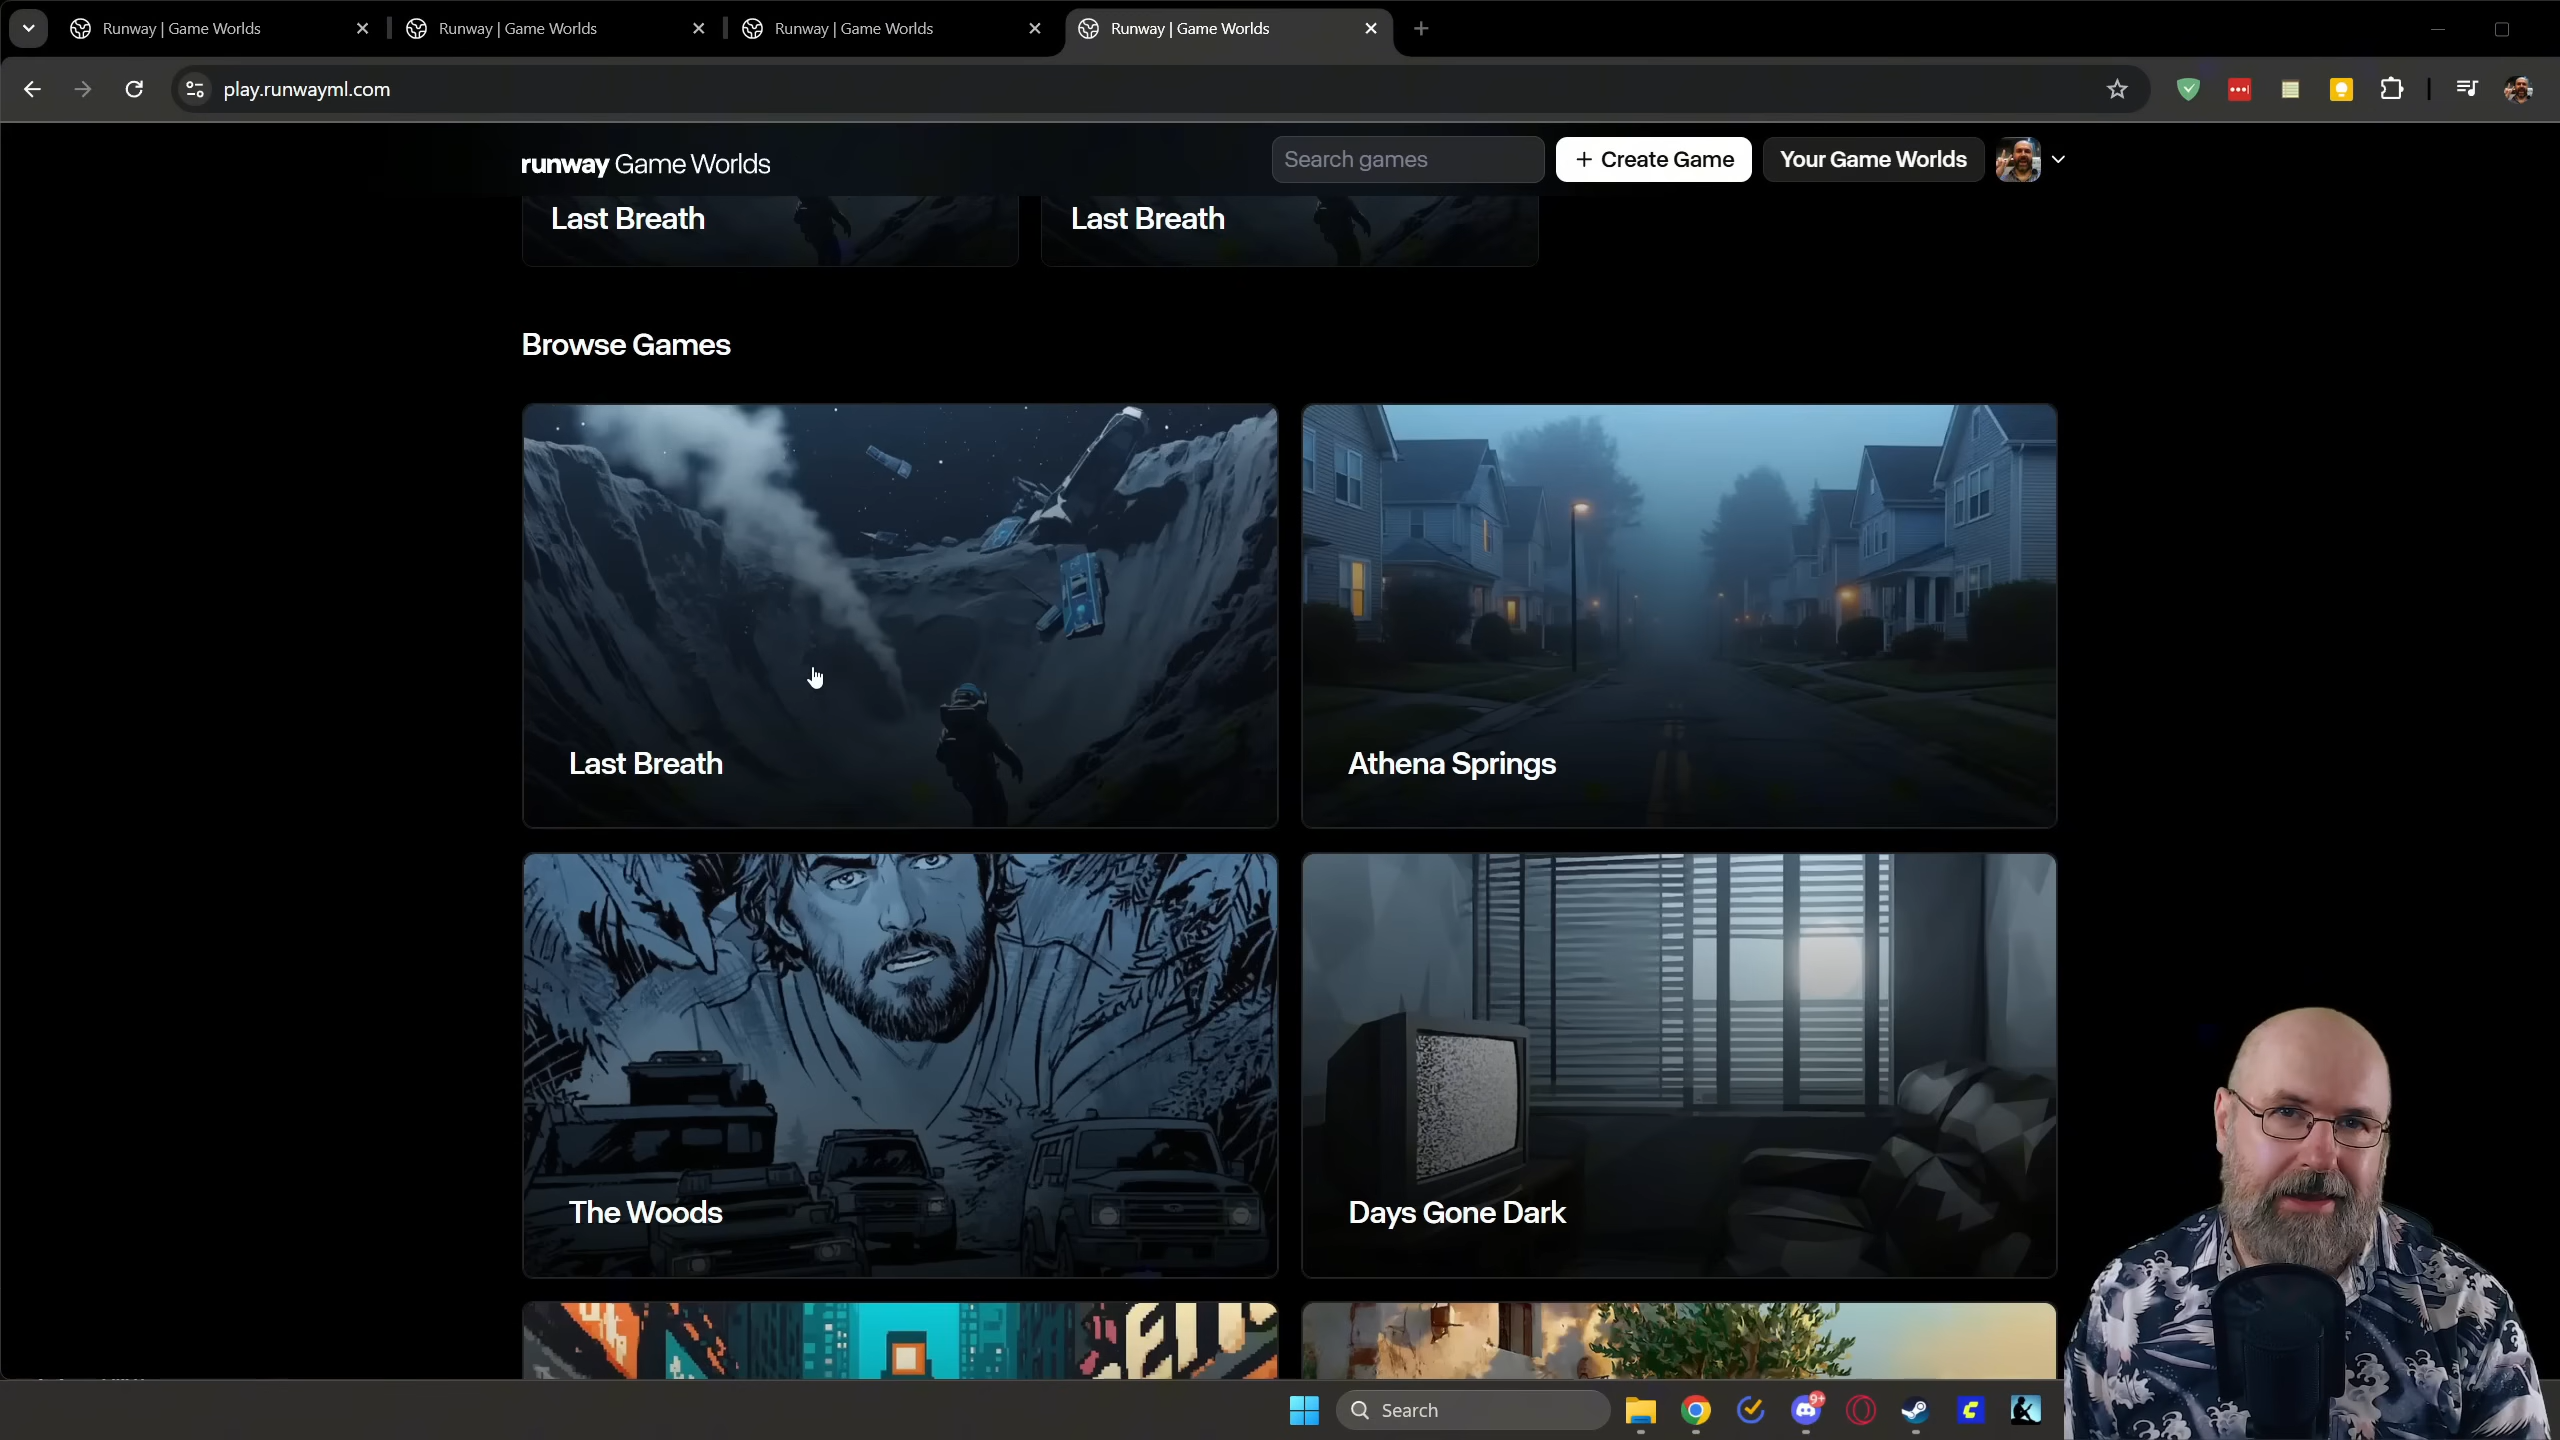 Runway | Game Worlds
Runway | Game Worlds
Runway | Game Worlds
Runway | Game Worlds
play.runwayml.com
runway Game Worlds
Search games
+ Create Game
Your Game Worlds
Last Breath
Last Breath
Browse Games
Last Breath
Athena Springs
The Woods
Days Gone Dark
Search
9+